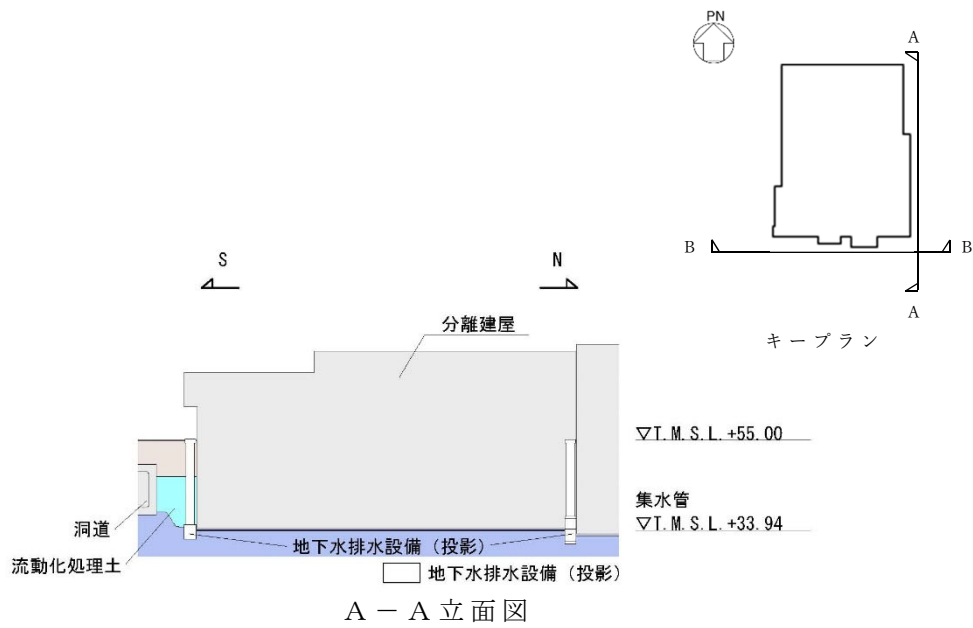 PN
A
B
B
A
キープラン
S
N
分離建屋
▽T.M.S.L.+55.00
集水管
▽T.M.S.L.+33.94
洞道
流動化処理土
地下水排水設備（投影）
地下水排水設備（投影）
A－A立面図